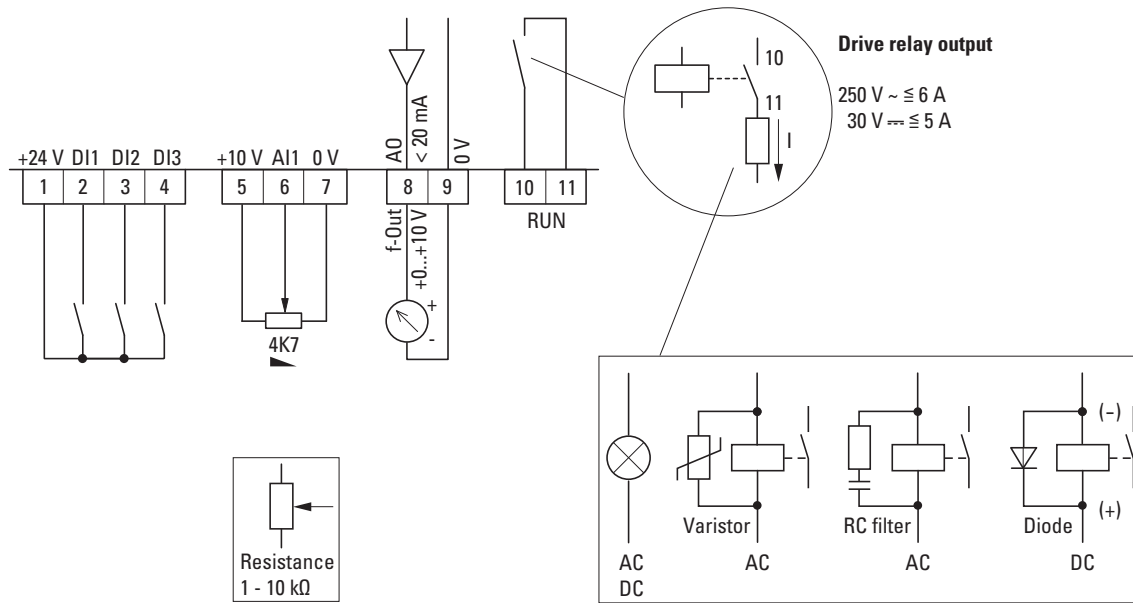 Drive relay output
250 V ~ ≦ 6 A
30 V ⎓ ≦ 5 A
10
11
I
+24 V DI1 DI2 DI3
+10 V AI1 0 V
AO
< 20 mA
0 V
1 2 3 4
5 6 7
8 9
10 11
RUN
f-Out
+0...+10 V
+
-
4K7
Resistance
1 - 10 kΩ
(–)
(+)
Varistor
RC filter
Diode
AC
DC
AC
AC
DC